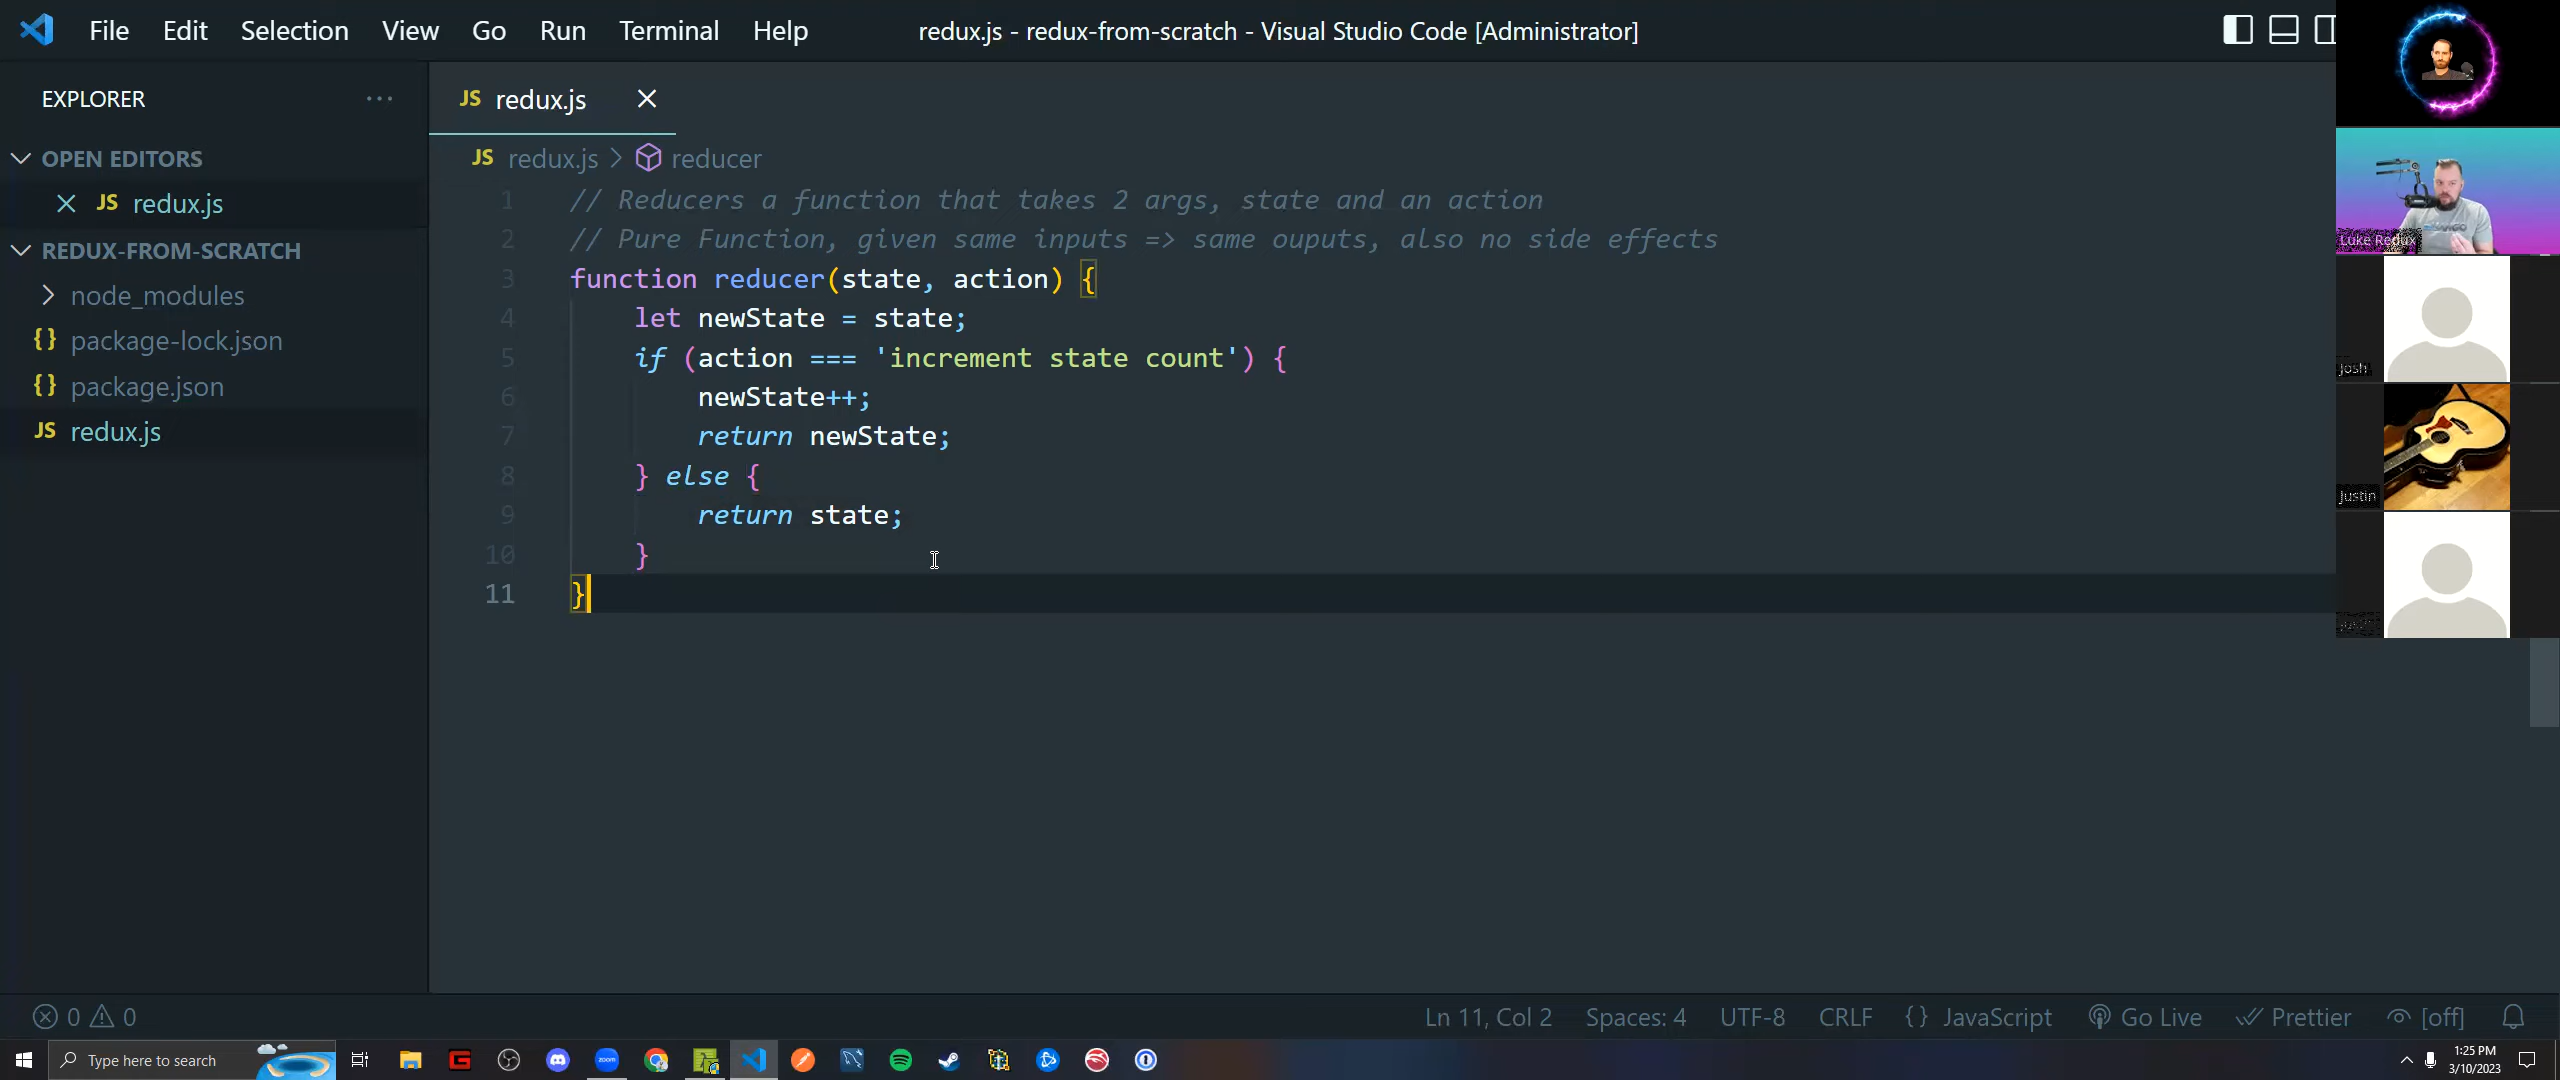 File Edit Selection View Go Run Terminal Help
redux.js - redux-from-scratch - Visual Studio Code [Administrator]
EXPLORER ···
OPEN EDITORS
JS redux.js
REDUX-FROM-SCRATCH
node_modules
{} package-lock.json
{} package.json
JS redux.js
JS redux.js
JS redux.js > reducer
1 // Reducers a function that takes 2 args, state and an action
2 // Pure Function, given same inputs => same ouputs, also no side effects
3 function reducer(state, action) {
4 let newState = state;
5 if (action === 'increment state count') {
6 newState++;
7 return newState;
8 } else {
9 return state;
10 }
11 }
Luke Redux
Josh
Justin
0 0
Ln 11, Col 2 Spaces: 4 UTF-8 CRLF {} JavaScript Go Live Prettier [off]
Type here to search
zoom
1:25 PM
3/10/2023